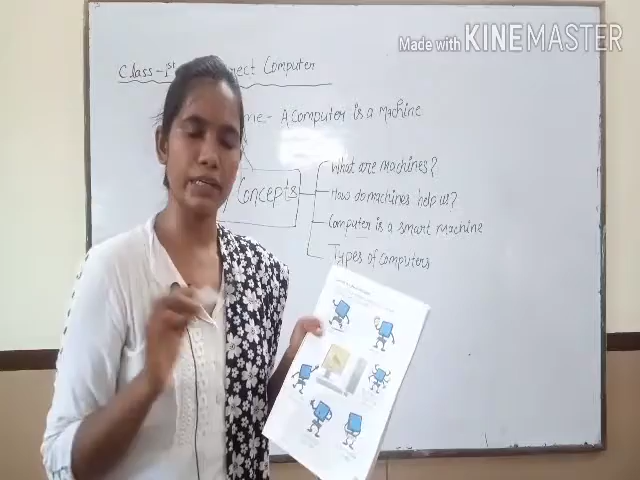 Made with KINEMASTER
Class-1st ect Computer
me:- A Computer is a Machine
Concepts
What are machines?
How do machines help us?
Computer is a smart machine
Types of computers